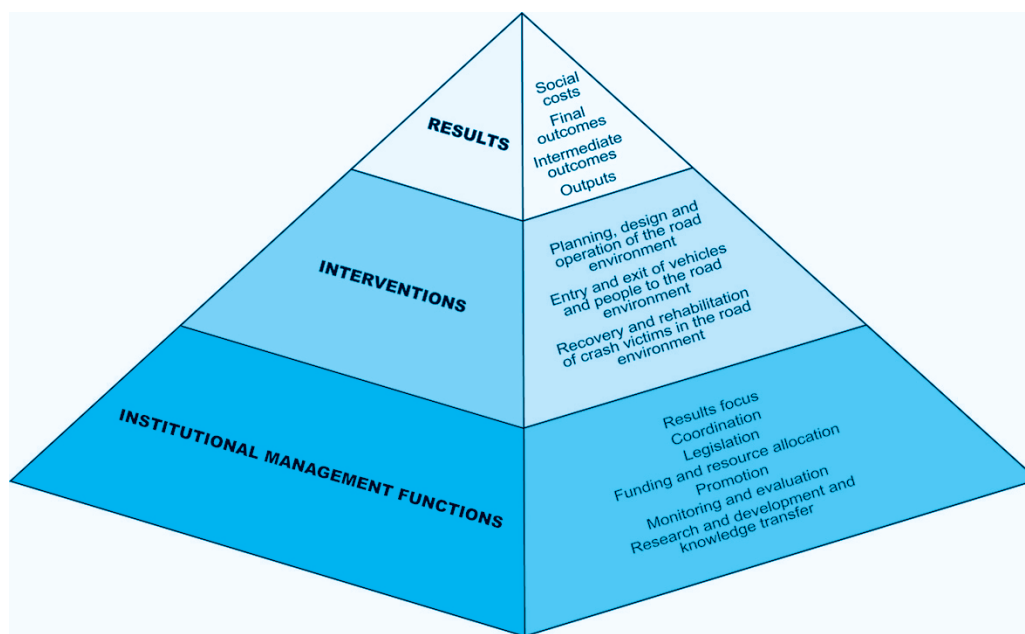 RESULTS
Social
costs
Final
outcomes
Intermediate
outcomes
Outputs
INTERVENTIONS
Planning, design and
operation of the road
environment
Entry and exit of vehicles
and people to the road
environment
Recovery and rehabilitation
of crash victims in the road
environment
INSTITUTIONAL MANAGEMENT FUNCTIONS
Results focus
Coordination
Legislation
Funding and resource allocation
Promotion
Monitoring and evaluation
Research and development and
knowledge transfer